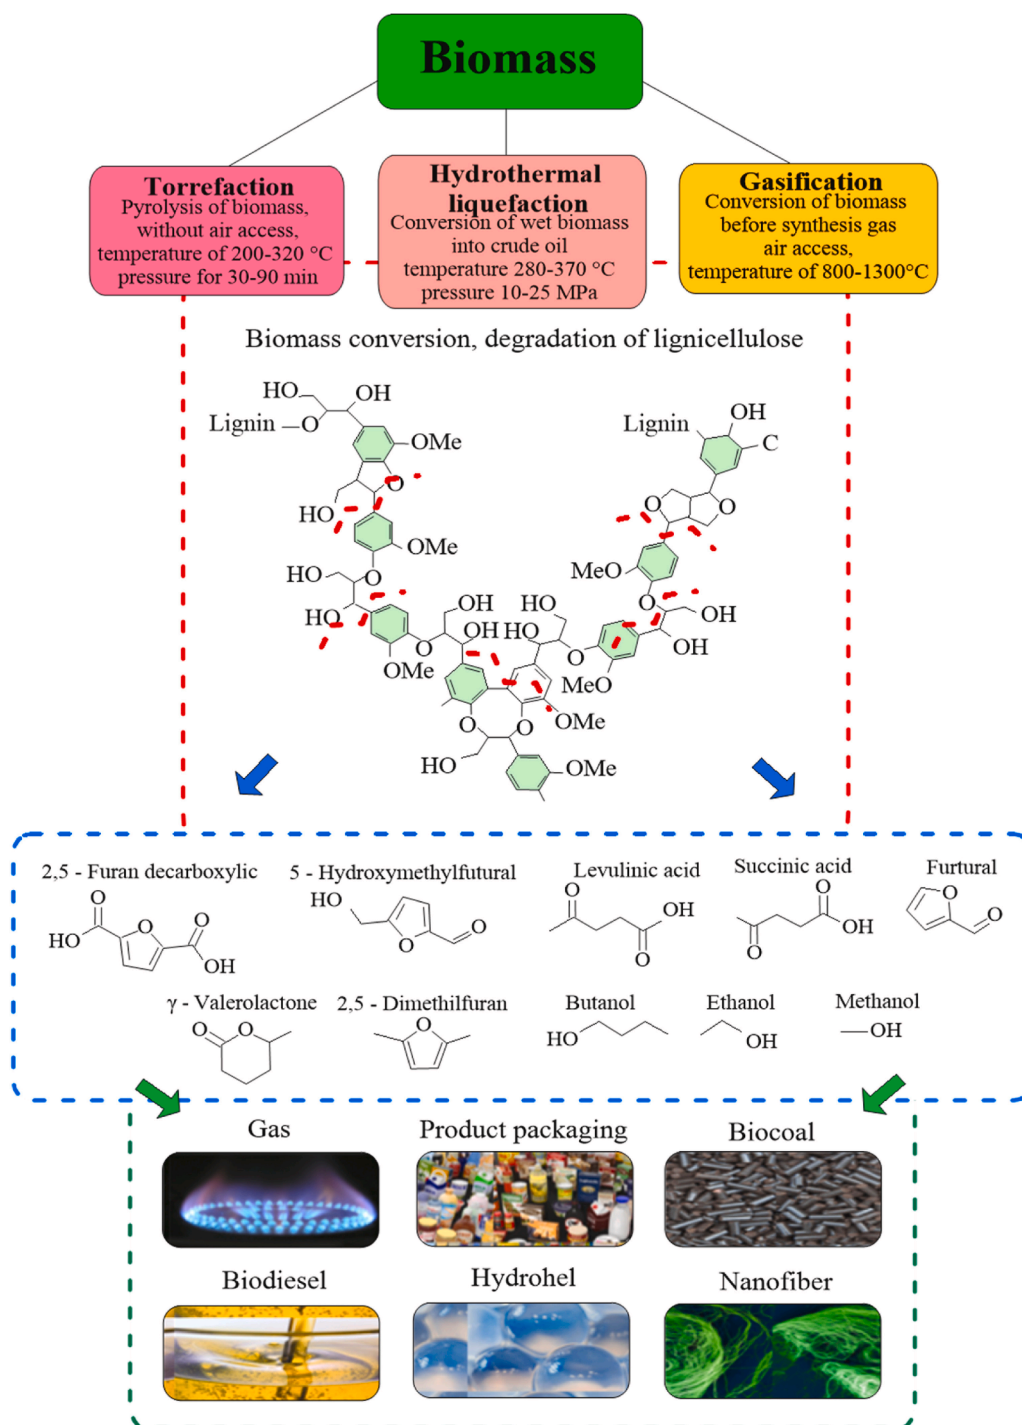 Biomass
Torrefaction
Pyrolysis of biomass,
without air access,
temperature of 200-320 °C
pressure for 30-90 min
Hydrothermal
liquefaction
Conversion of wet biomass
into crude oil
temperature 280-370 °C
pressure 10-25 MPa
Gasification
Conversion of biomass
before synthesis gas
air access,
temperature of 800-1300°C
Biomass conversion, degradation of lignicellulose
HO
OH
Lignin
O
OMe
O
HO
OMe
O
HO
HO
O
OMe
OH
OH
Lignin
OH
C
O
O
MeO
O
OH
OH
HO
HO
O
MeO
OMe
O
O
HO
OMe
2,5 - Furan decarboxylic
O
HO
O
O
OH
5 - Hydroxymethylfutural
HO
O
O
Levulinic acid
O
OH
O
Succinic acid
O
OH
O
Furtural
O
O
γ - Valerolactone
O
O
2,5 - Dimethilfuran
O
Butanol
HO
Ethanol
OH
Methanol
OH
Gas
Product packaging
Biocoal
Biodiesel
Hydrohel
Nanofiber